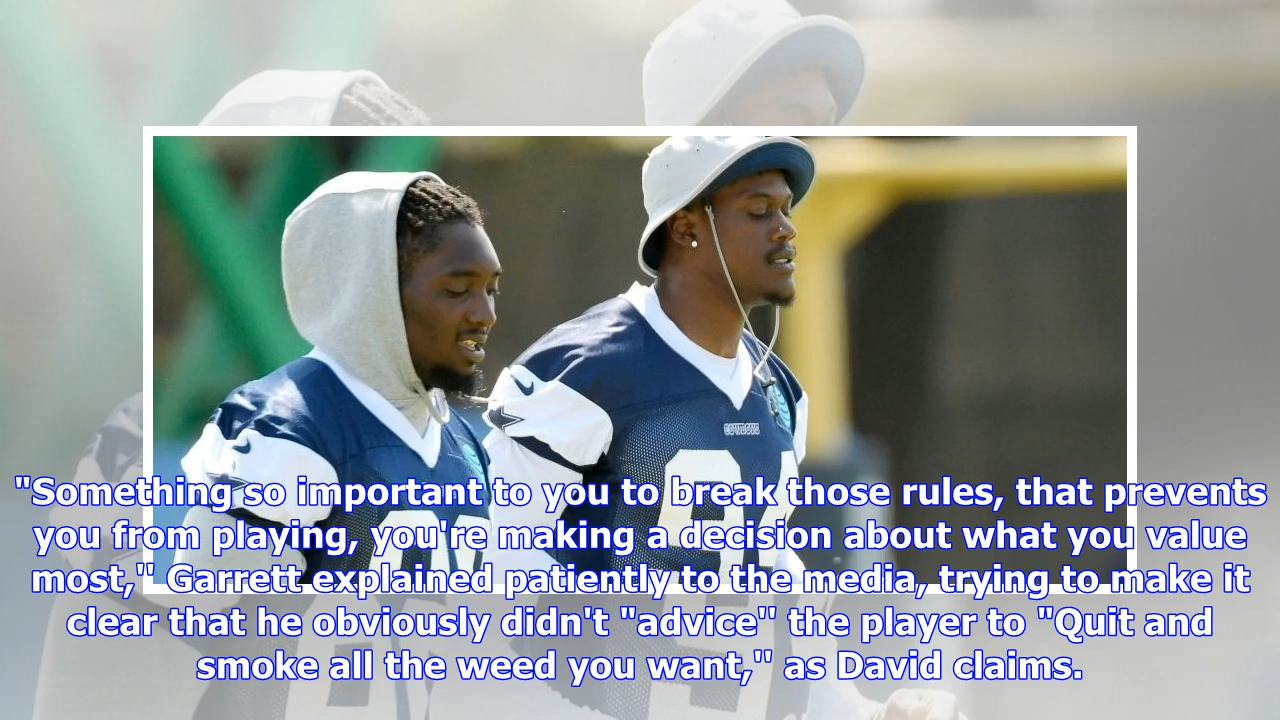 COWBOYS
"Something so important to you to break those rules, that prevents
you from playing, you're making a decision about what you value
most," Garrett explained patiently to the media, trying to make it
clear that he obviously didn't "advice" the player to "Quit and
smoke all the weed you want," as David claims.